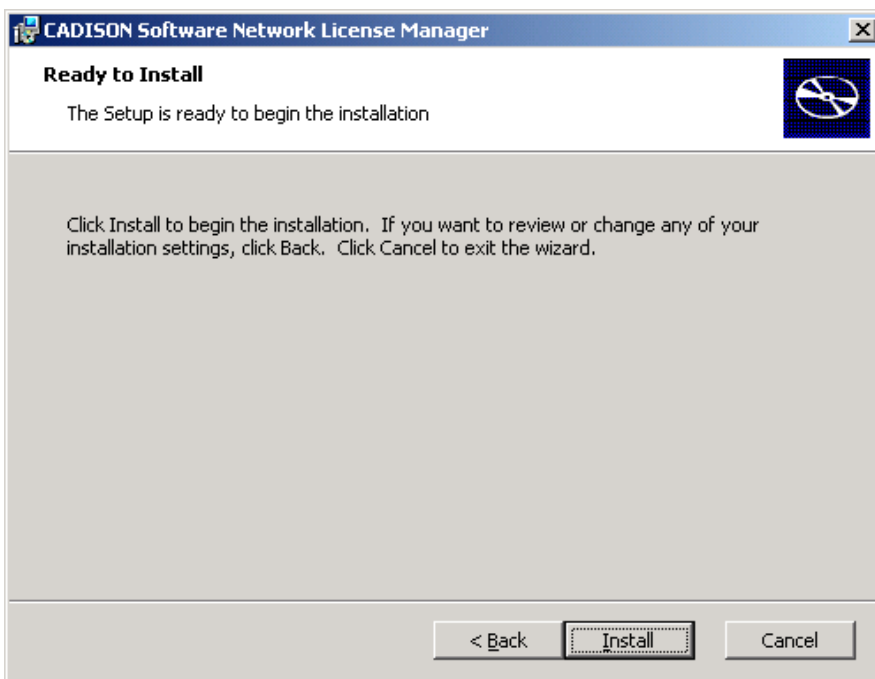 CADISON Software Network License Manager
Ready to Install
The Setup is ready to begin the installation
Click Install to begin the installation.  If you want to review or change any of your
installation settings, click Back.  Click Cancel to exit the wizard.
< Back Install Cancel